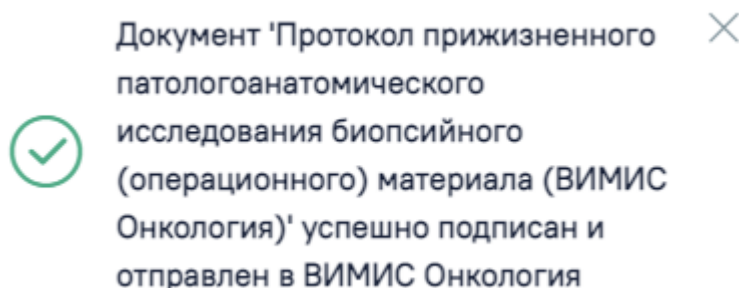 Документ 'Протокол прижизненного
патологоанатомического
исследования биопсийного
(операционного) материала (ВИМИС
Онкология)' успешно подписан и
отправлен в ВИМИС Онкология